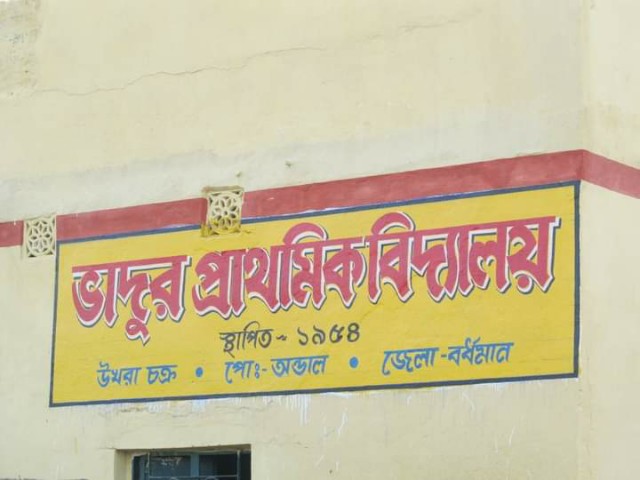 ভাদুর প্রাথমিক বিদ্যালয়
স্থাপিত ~ ১৯৫৪
উখরা চক্র • পোঃ- অন্ডাল • জেলা - বর্ধমান